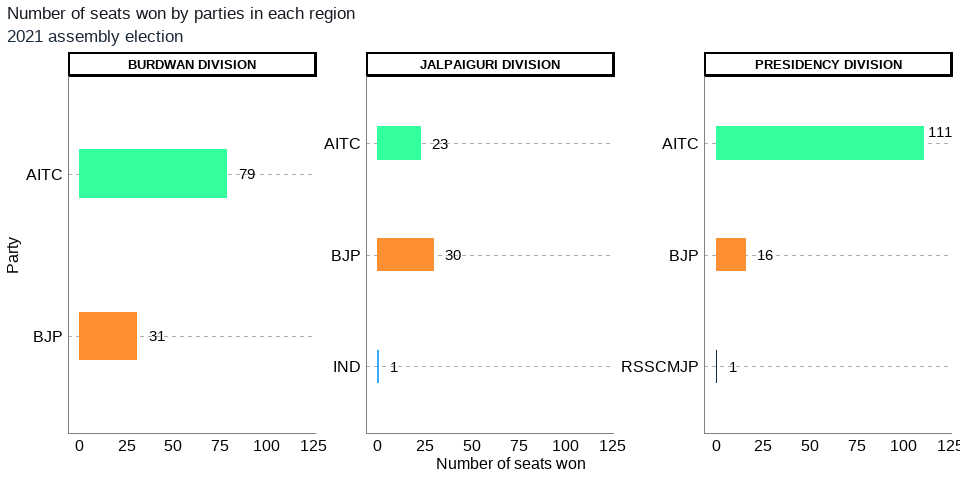 Number of seats won by parties in each region
2021 assembly election
BURDWAN DIVISION
AITC
79
BJP
31
0 25 50 75 100 125
JALPAIGURI DIVISION
AITC
23
BJP
30
IND
1
0 25 50 75 100 125
PRESIDENCY DIVISION
AITC
111
BJP
16
RSSCMJP
1
0 25 50 75 100 125
Party
Number of seats won